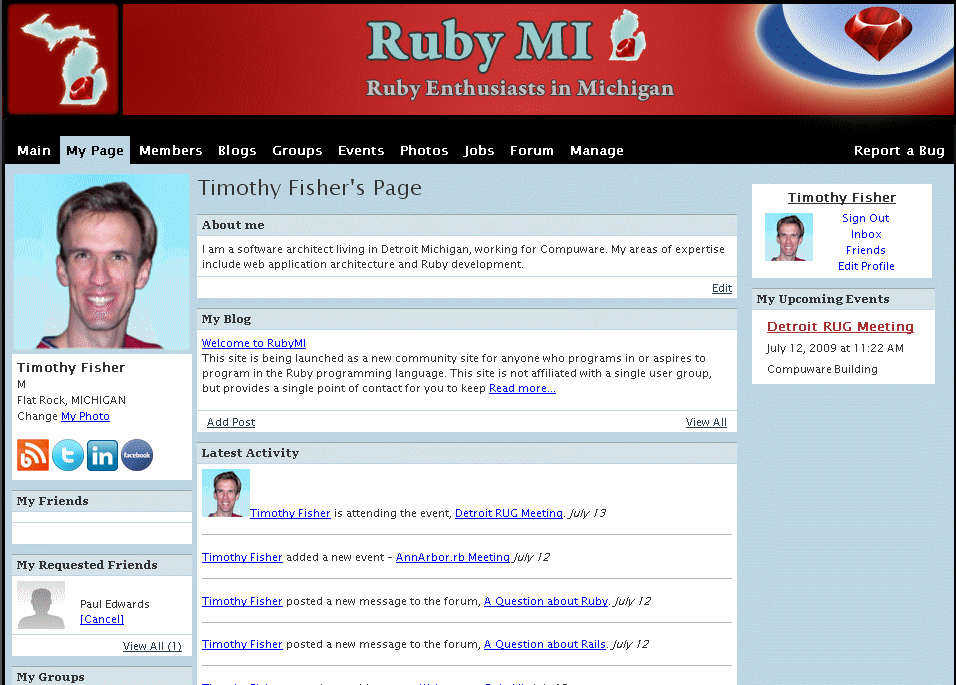 Ruby MI
Ruby Enthusiasts in Michigan
Main My Page Members Blogs Groups Events Photos Jobs Forum Manage Report a Bug
Timothy Fisher
M
Flat Rock, MICHIGAN
Change My Photo
in facebook
My Friends
My Requested Friends
Paul Edwards
[Cancel]
View All (1)
My Groups
Timothy Fisher's Page
About me
I am a software architect living in Detroit Michigan, working for Compuware. My areas of expertise
include web application architecture and Ruby development.
Edit
My Blog
Welcome to RubyMI
This site is being launched as a new community site for anyone who programs in or aspires to
program in the Ruby programming language. This site is not affiliated with a single user group,
but provides a single point of contact for you to keep Read more...
Add Post View All
Latest Activity
Timothy Fisher is attending the event, Detroit RUG Meeting. July 13
Timothy Fisher added a new event - AnnArbor.rb Meeting July 12
Timothy Fisher posted a new message to the forum, A Question about Ruby. July 12
Timothy Fisher posted a new message to the forum, A Question about Rails. July 12
Timothy Fisher
Sign Out
Inbox
Friends
Edit Profile
My Upcoming Events
Detroit RUG Meeting
July 12, 2009 at 11:22 AM
Compuware Building